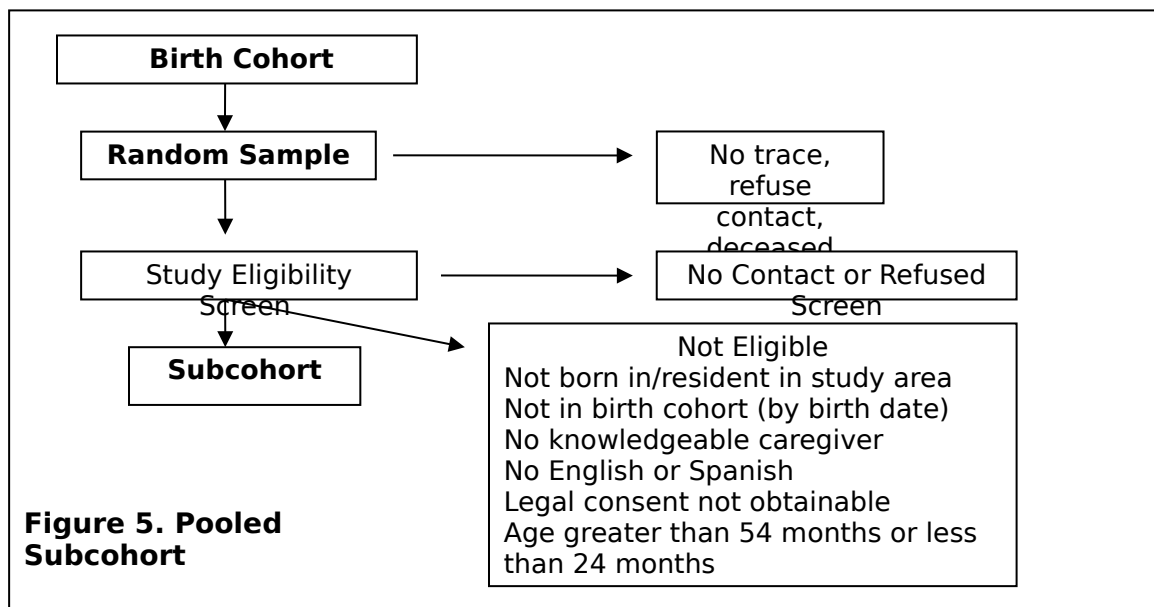 Birth Cohort
Random Sample
No trace,
refuse
contact,
deceased
Study Eligibility
Screen
No Contact or Refused
Screen
Subcohort
Not Eligible
Not born in/resident in study area
Not in birth cohort (by birth date)
No knowledgeable caregiver
No English or Spanish
Legal consent not obtainable
Age greater than 54 months or less
than 24 months
Figure 5. Pooled
Subcohort